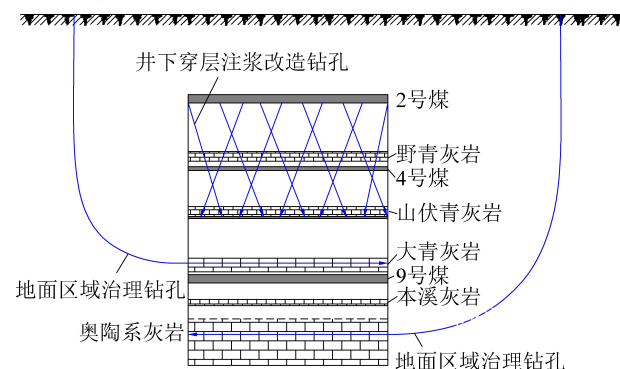 井下穿层注浆改造钻孔
2号煤
野青灰岩
4号煤
山伏青灰岩
大青灰岩
9号煤
地面区域治理钻孔
本溪灰岩
奥陶系灰岩
地面区域治理钻孔